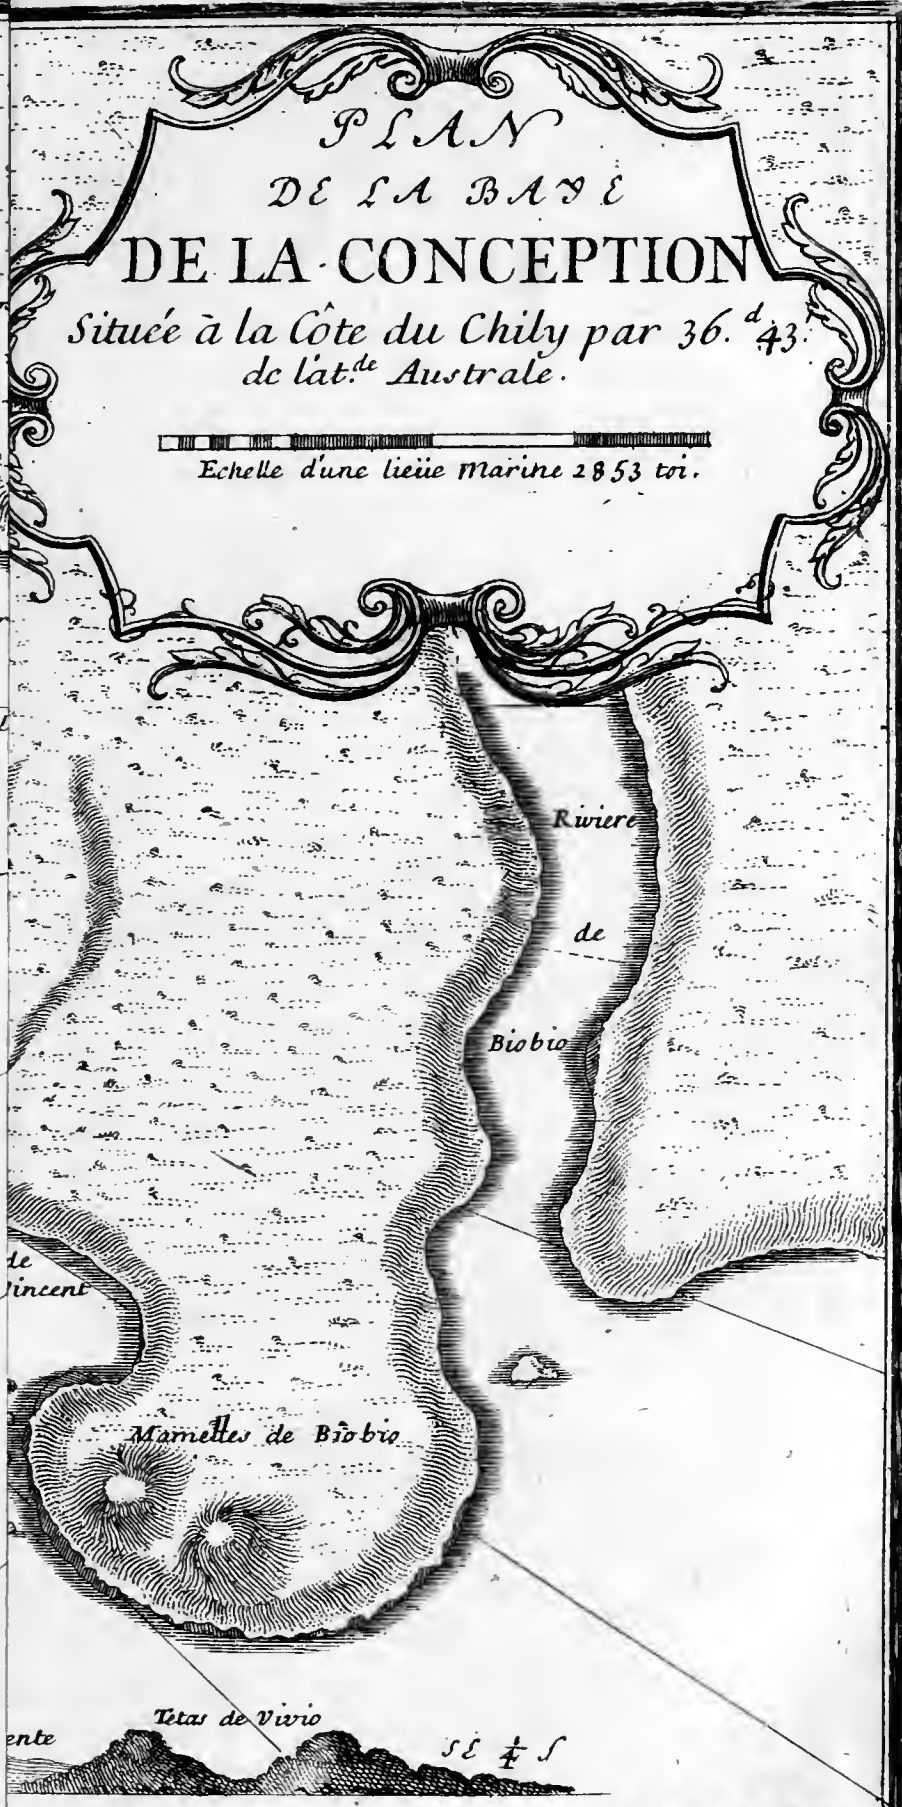 PLAN
DE LA BAYE
DE LA CONCEPTION
Située à la Côte du Chily par 36.ᵈ 43.'
de lat.ᵈᵉ Australe.
Echelle d'une lieüe Marine 2853 toi.
Riviere
de
Biobio
de
Vincent
Mamelles de Biobio
Tetas de Vivio
ente
SE ¼ S